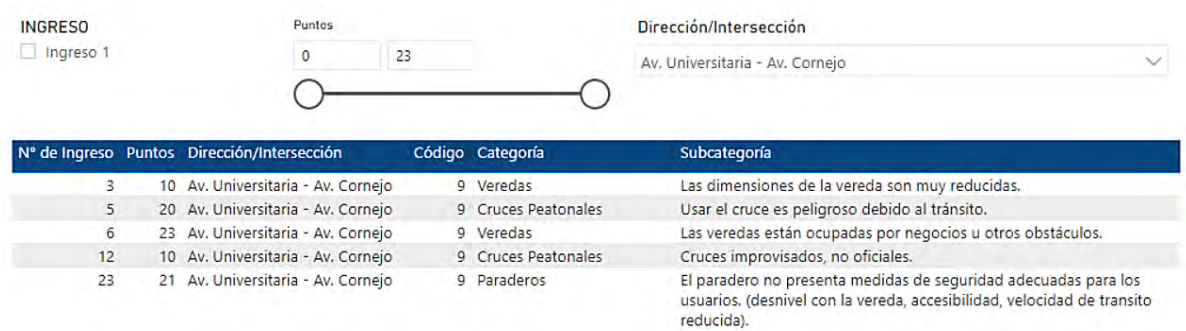 INGRESO
Ingreso 1
Puntos
0 23
Dirección/Intersección
Av. Universitaria - Av. Cornejo
N° de Ingreso Puntos Dirección/Intersección Código Categoría Subcategoría
3 10 Av. Universitaria - Av. Cornejo 9 Veredas Las dimensiones de la vereda son muy reducidas.
5 20 Av. Universitaria - Av. Cornejo 9 Cruces Peatonales Usar el cruce es peligroso debido al tránsito.
6 23 Av. Universitaria - Av. Cornejo 9 Veredas Las veredas están ocupadas por negocios u otros obstáculos.
12 10 Av. Universitaria - Av. Cornejo 9 Cruces Peatonales Cruces improvisados, no oficiales.
23 21 Av. Universitaria - Av. Cornejo 9 Paraderos El paradero no presenta medidas de seguridad adecuadas para los
usuarios. (desnivel con la vereda, accesibilidad, velocidad de transito
reducida).